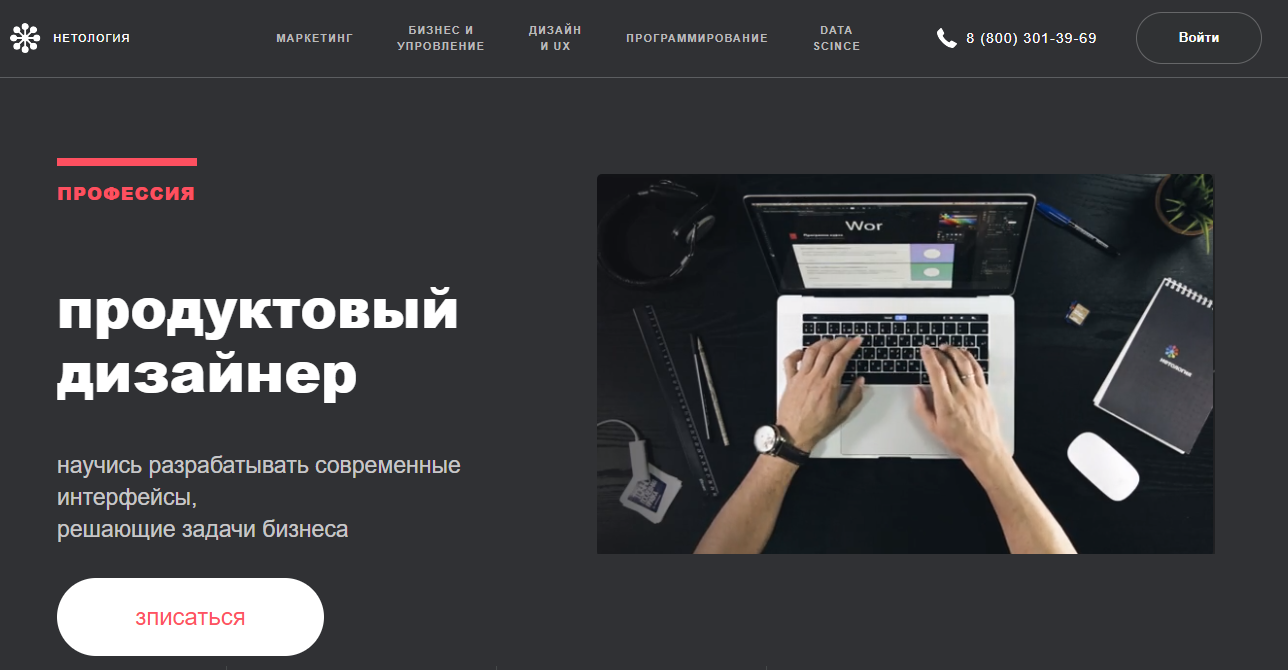 НЕТОЛОГИЯ
МАРКЕТИНГ
БИЗНЕС И
УПРОВЛЕНИЕ
ДИЗАЙН
И UX
ПРОГРАММИРОВАНИЕ
DATA
SCINCE
8 (800) 301-39-69
Войти
ПРОФЕССИЯ
продуктовый
дизайнер
научись разрабатывать современные
интерфейсы,
решающие задачи бизнеса
зписаться
Wor
НЕТОЛОГИЯ